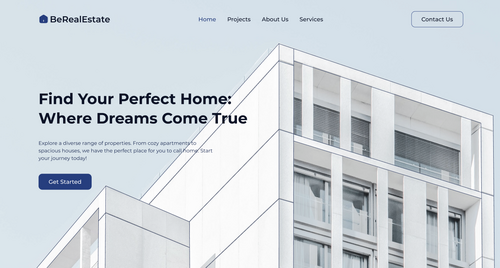 BeRealEstate
Home
Projects
About Us
Services
Contact Us
Find Your Perfect Home:
Where Dreams Come True
Explore a diverse range of properties. From cozy apartments to
spacious houses, we have the perfect place for you to call home. Start
your journey today!
Get Started